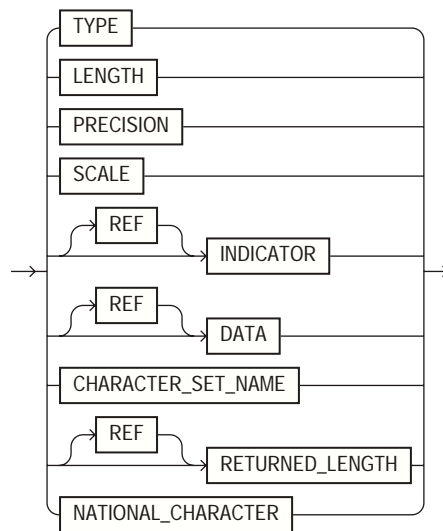 TYPE
LENGTH
PRECISION
SCALE
REF
INDICATOR
REF
DATA
CHARACTER_SET_NAME
REF
RETURNED_LENGTH
NATIONAL_CHARACTER